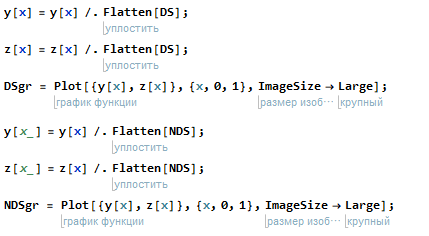 y[x] = y[x] /. Flatten[DS];
уплостить
z[x] = z[x] /. Flatten[DS];
уплостить
DSgr = Plot[{y[x], z[x]}, {x, 0, 1}, ImageSize → Large];
график функции размер изоб⋯ крупный
y[x_] = y[x] /. Flatten[NDS];
уплостить
z[x_] = z[x] /. Flatten[NDS];
уплостить
NDSgr = Plot[{y[x], z[x]}, {x, 0, 1}, ImageSize → Large];
график функции размер изоб⋯ крупный